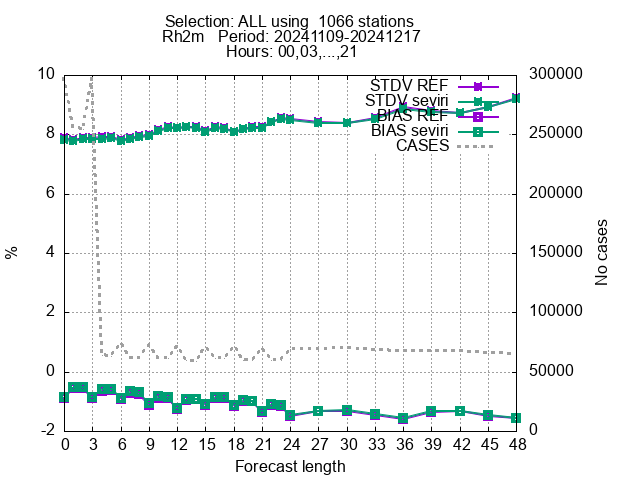 Selection: ALL using  1066 stations
Rh2m   Period: 20241109-20241217
Hours: 00,03,...,21
STDV REF
STDV seviri
BIAS REF
BIAS seviri
CASES
10
8
6
4
2
0
-2
%
300000
250000
200000
150000
100000
50000
0
No cases
0 3 6 9 12 15 18 21 24 27 30 33 36 39 42 45 48
Forecast length